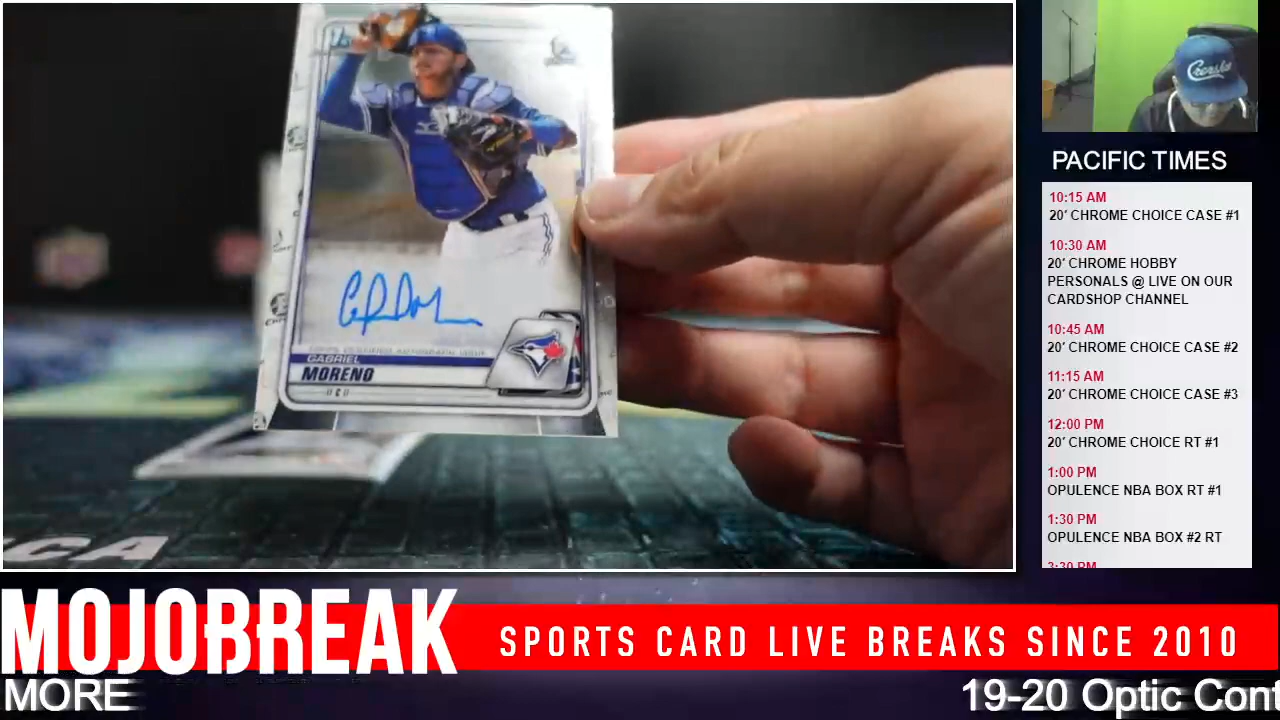 GABRIEL
MORENO
Crenshaw
PACIFIC TIMES
10:15 AM
20' CHROME CHOICE CASE #1
10:30 AM
20' CHROME HOBBY
PERSONALS @ LIVE ON OUR
CARDSHOP CHANNEL
10:45 AM
20' CHROME CHOICE CASE #2
11:15 AM
20' CHROME CHOICE CASE #3
12:00 PM
20' CHROME CHOICE RT #1
1:00 PM
OPULENCE NBA BOX RT #1
1:30 PM
OPULENCE NBA BOX #2 RT
3:30 PM
MOJOBREAK
SPORTS CARD LIVE BREAKS SINCE 2010
MORE
19-20 Optic Cont